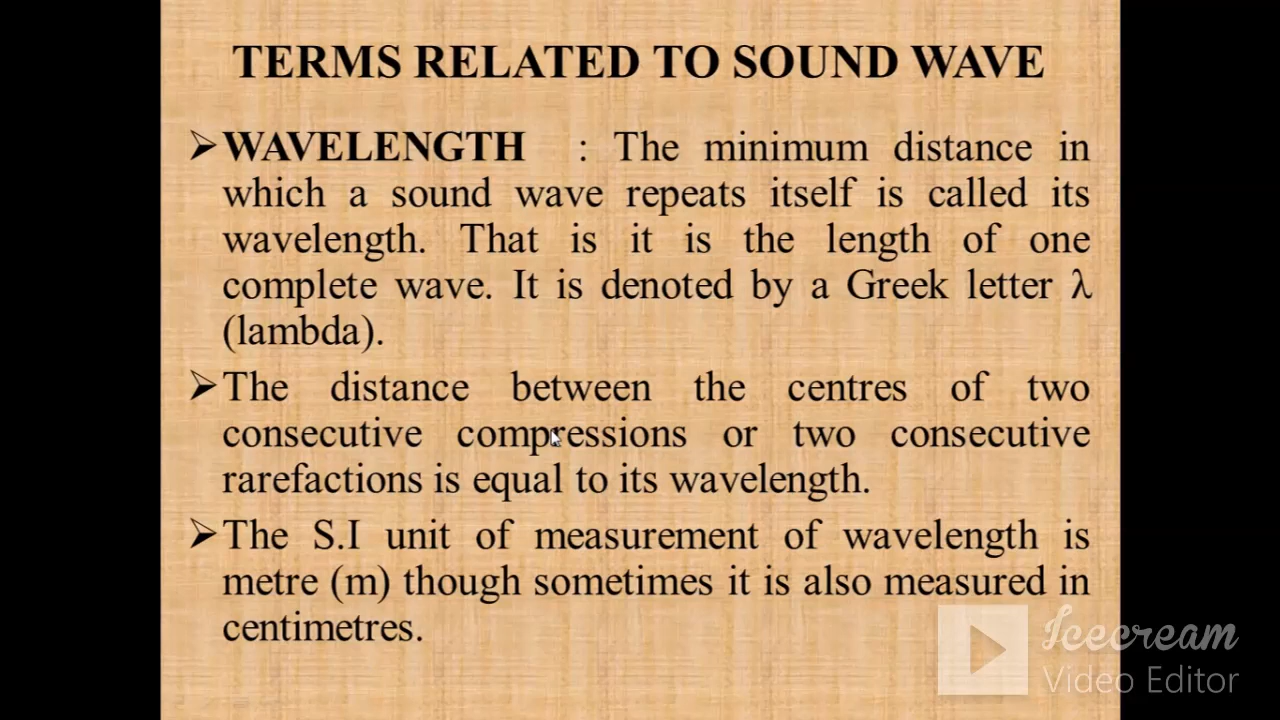 TERMS RELATED TO SOUND WAVE
➢WAVELENGTH : The minimum distance in
which a sound wave repeats itself is called its
wavelength. That is it is the length of one
complete wave. It is denoted by a Greek letter λ
(lambda).
➢The distance between the centres of two
consecutive compressions or two consecutive
rarefactions is equal to its wavelength.
➢The S.I unit of measurement of wavelength is
metre (m) though sometimes it is also measured in
centimetres.
Icecream
Video Editor